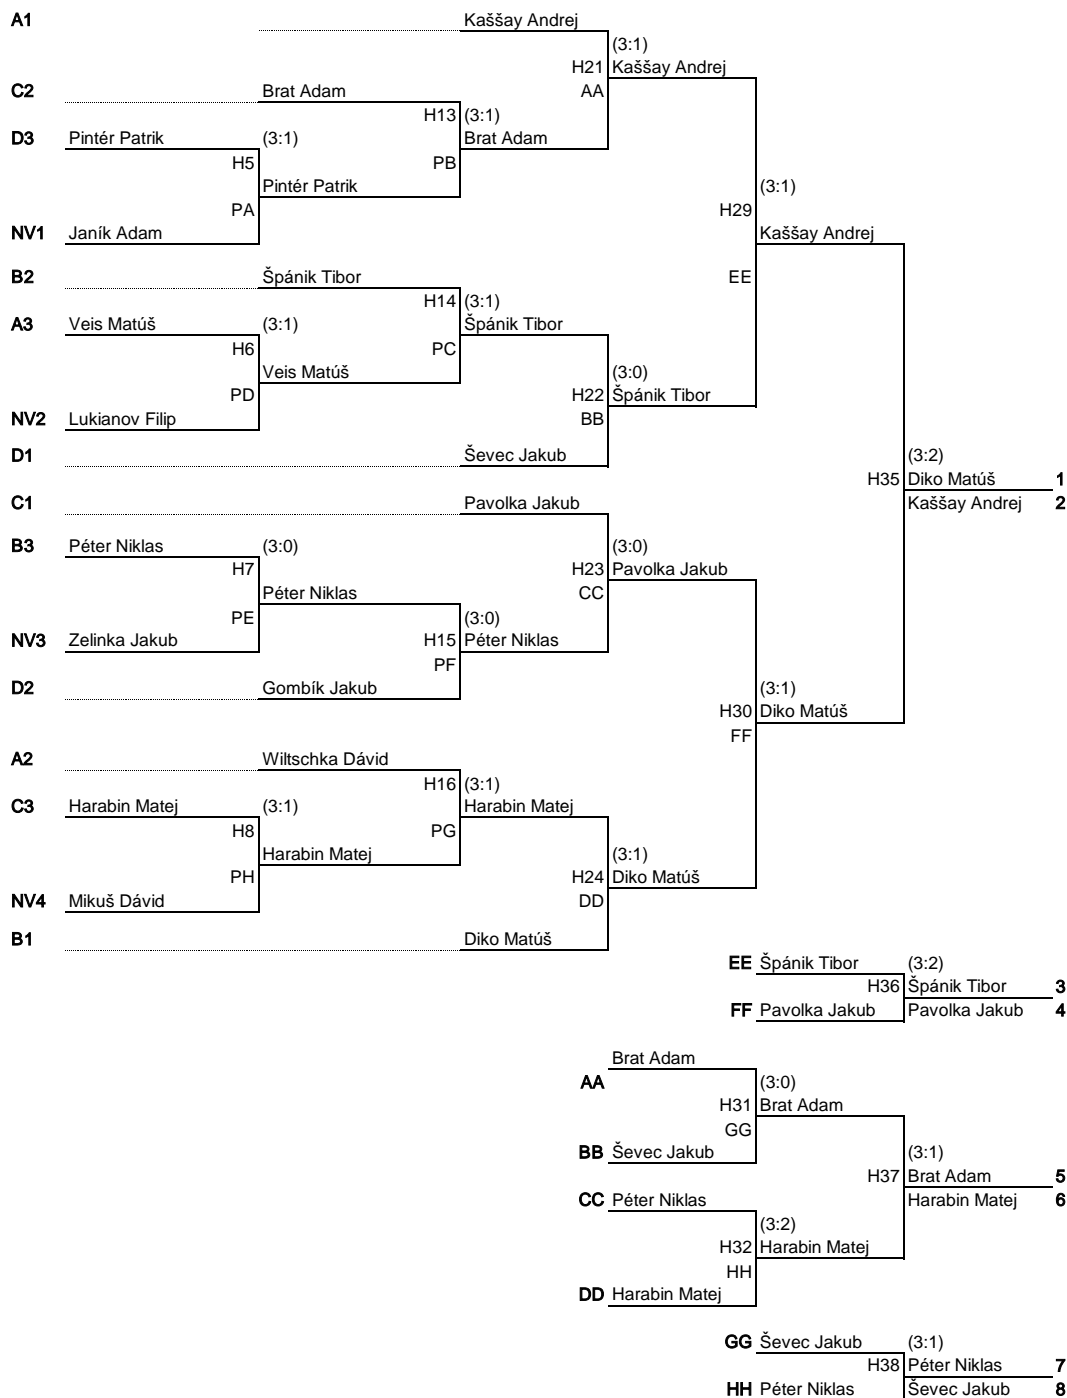 A1 Kaššay Andrej
(3:1)
H21 Kaššay Andrej
C2 Brat Adam AA
H13 (3:1)
D3 Pintér Patrik (3:1) Brat Adam
H5 PB
Pintér Patrik (3:1)
PA H29
NV1 Janík Adam Kaššay Andrej
B2 Špánik Tibor EE
H14 (3:1)
A3 Veis Matúš (3:1) Špánik Tibor
H6 PC
Veis Matúš (3:0)
PD H22 Špánik Tibor
NV2 Lukianov Filip BB
D1 Ševec Jakub (3:2)
H35 Diko Matúš 1
C1 Pavolka Jakub Kaššay Andrej 2
B3 Péter Niklas (3:0) (3:0)
H7 H23 Pavolka Jakub
Péter Niklas CC
PE (3:0)
NV3 Zelinka Jakub H15 Péter Niklas
PF
D2 Gombík Jakub (3:1)
H30 Diko Matúš
FF
A2 Wiltschka Dávid
H16 (3:1)
C3 Harabin Matej (3:1) Harabin Matej
H8 PG
Harabin Matej (3:1)
PH H24 Diko Matúš
NV4 Mikuš Dávid DD
B1 Diko Matúš
EE Špánik Tibor (3:2)
H36 Špánik Tibor 3
FF Pavolka Jakub Pavolka Jakub 4
Brat Adam
AA (3:0)
H31 Brat Adam
GG
BB Ševec Jakub (3:1)
H37 Brat Adam 5
CC Péter Niklas Harabin Matej 6
(3:2)
H32 Harabin Matej
HH
DD Harabin Matej
GG Ševec Jakub (3:1)
H38 Péter Niklas 7
HH Péter Niklas Ševec Jakub 8